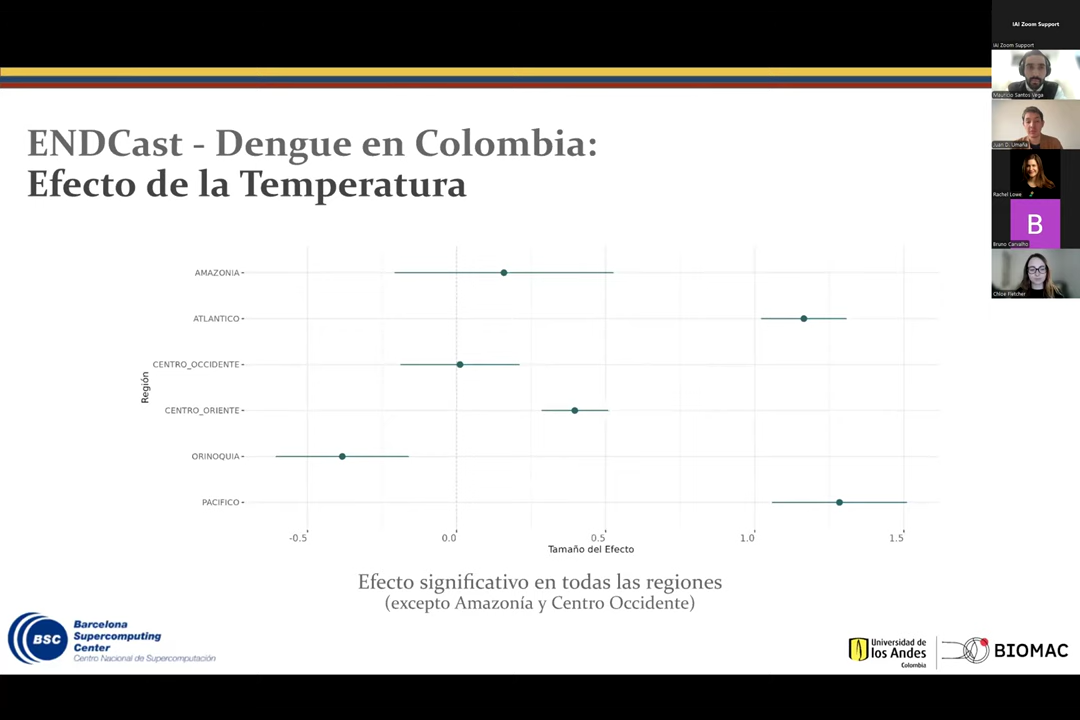 IAI Zoom Support
IAI Zoom Support
Mauricio Santos Vega
Juan D. Umaña
Rachel Lowe
B
Bruno Carvalho
Chloe Fletcher
ENDCast - Dengue en Colombia:
Efecto de la Temperatura
Región
AMAZONIA
ATLANTICO
CENTRO_OCCIDENTE
CENTRO_ORIENTE
ORINOQUIA
PACIFICO
-0.5 0.0 0.5 1.0 1.5
Tamaño del Efecto
Efecto significativo en todas las regiones
(excepto Amazonía y Centro Occidente)
BSC
Barcelona
Supercomputing
Center
Centro Nacional de Supercomputación
Universidad de
los Andes
Colombia
BIOMAC